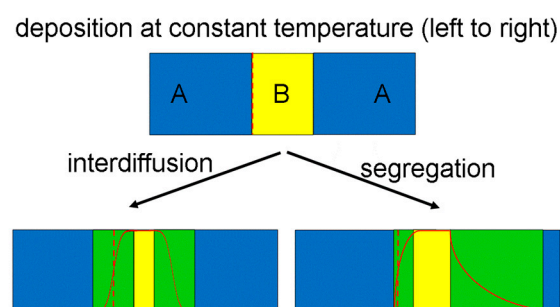 deposition at constant temperature (left to right)
A B A
interdiffusion
segregation